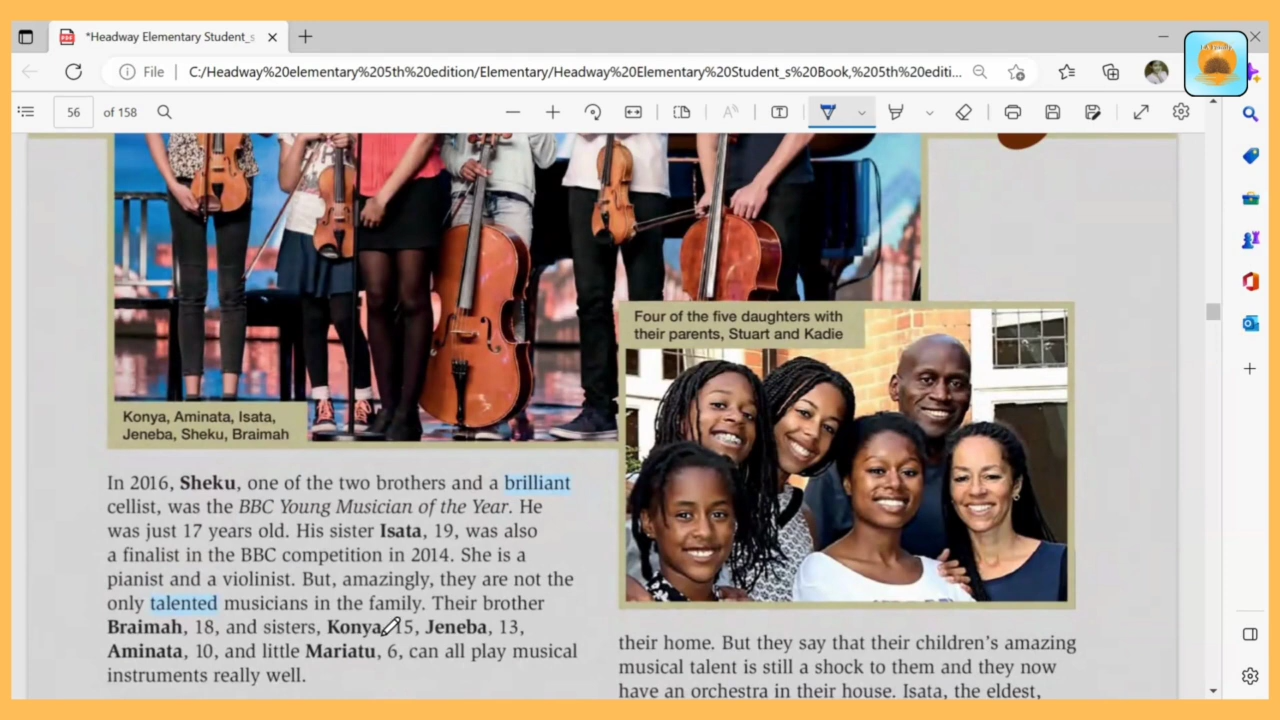 *Headway Elementary Student_s
File
C:/Headway%20elementary%205th%20edition/Elementary/Headway%20Elementary%20Student_s%20Book,%205th%20editi...
56 of 158
Konya, Aminata, Isata,
Jeneba, Sheku, Braimah
Four of the five daughters with
their parents, Stuart and Kadie
In 2016, Sheku, one of the two brothers and a brilliant
cellist, was the BBC Young Musician of the Year. He
was just 17 years old. His sister Isata, 19, was also
a finalist in the BBC competition in 2014. She is a
pianist and a violinist. But, amazingly, they are not the
only talented musicians in the family. Their brother
Braimah, 18, and sisters, Konya, 15, Jeneba, 13,
Aminata, 10, and little Mariatu, 6, can all play musical
instruments really well.
their home. But they say that their children's amazing
musical talent is still a shock to them and they now
have an orchestra in their house. Isata, the eldest,